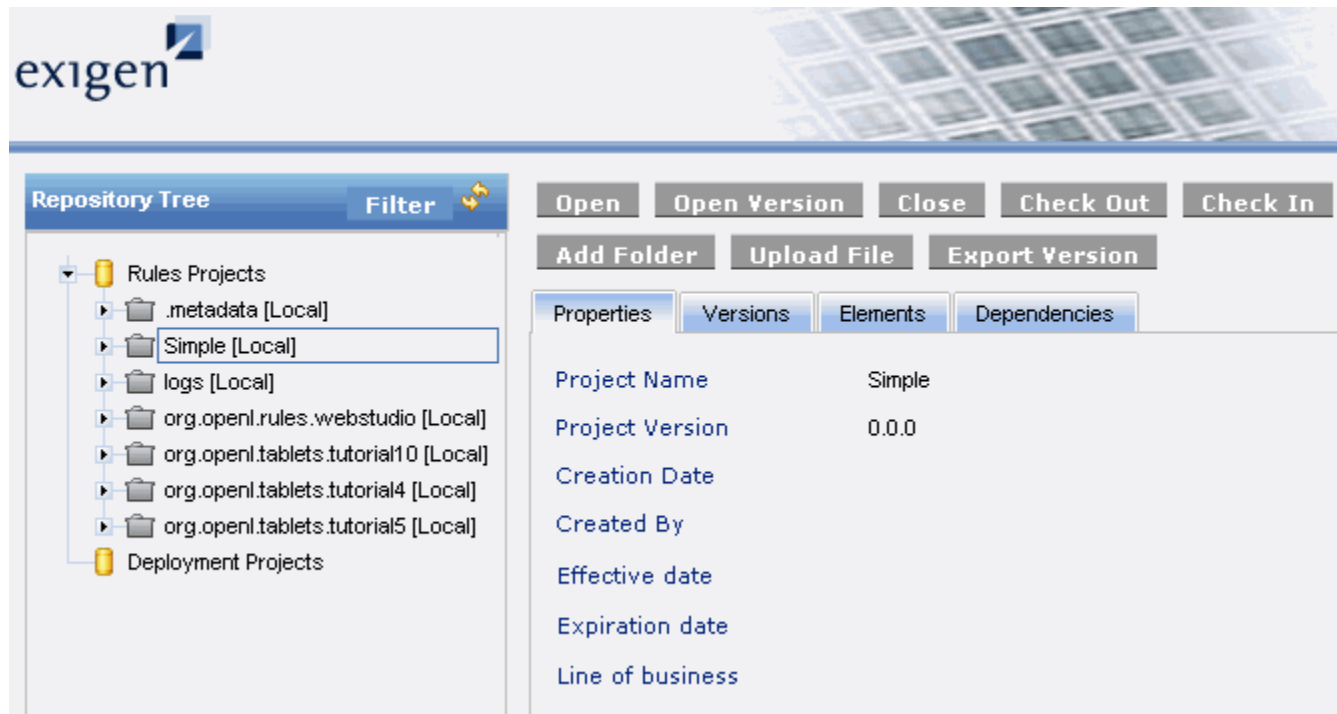 exigen
Repository Tree Filter
Rules Projects
.metadata [Local]
Simple [Local]
logs [Local]
org.openl.rules.webstudio [Local]
org.openl.tablets.tutorial10 [Local]
org.openl.tablets.tutorial4 [Local]
org.openl.tablets.tutorial5 [Local]
Deployment Projects
Open Open Version Close Check Out Check In
Add Folder Upload File Export Version
Properties Versions Elements Dependencies
Project Name Simple
Project Version 0.0.0
Creation Date
Created By
Effective date
Expiration date
Line of business